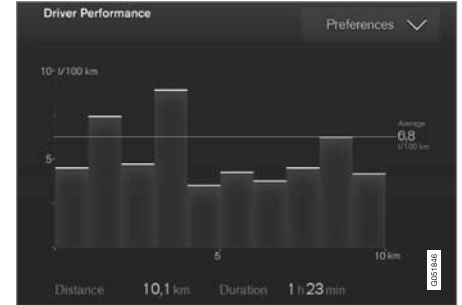 Driver Performance
Preferences
10 l/100 km
Average
6,8
l/100 km
5
5
10 km
Distance 10,1 km Duration 1 h 23 min
G051846